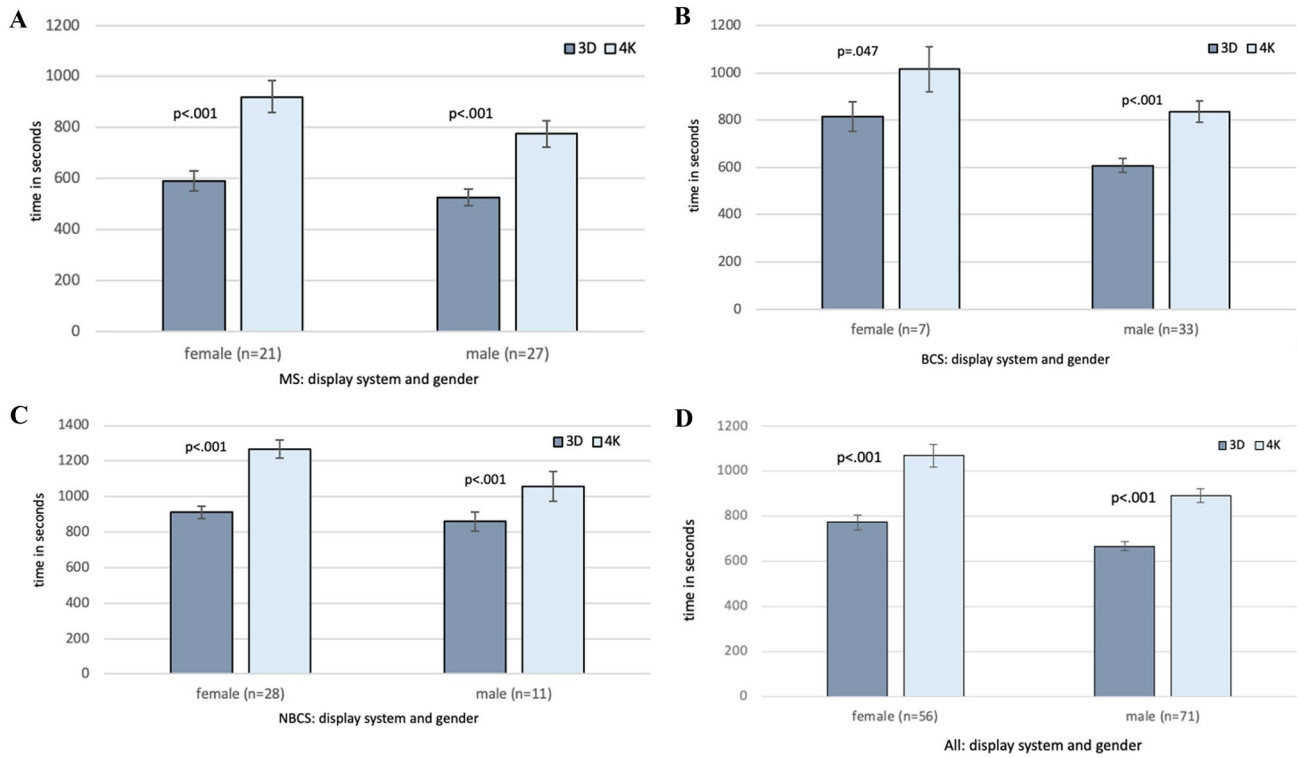 A
1200
1000
800
600
400
200
0
time in seconds
3D 4K
p<.001
p<.001
female (n=21) male (n=27)
MS: display system and gender
B
1200
1000
800
600
400
200
0
time in seconds
3D 4K
p=.047
p<.001
female (n=7) male (n=33)
BCS: display system and gender
C
1400
1200
1000
800
600
400
200
0
time in seconds
3D 4K
p<.001
p<.001
female (n=28) male (n=11)
NBCS: display system and gender
D
1200
1000
800
600
400
200
0
time in seconds
3D 4K
p<.001
p<.001
female (n=56) male (n=71)
All: display system and gender